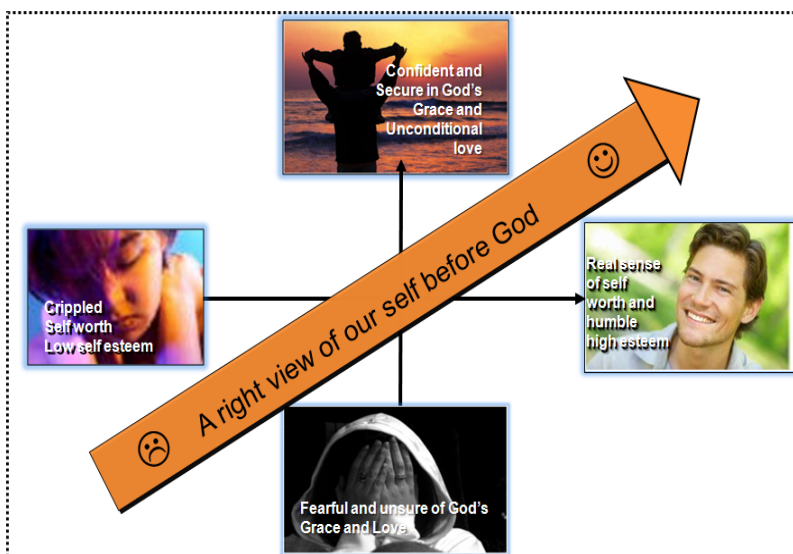 Confident and
Secure in God's
Grace and
Unconditional
love
A right view of our self before God
Crippled
Self worth
Low self esteem
Real sense
of self
worth and
humble
high esteem
Fearful and unsure of God's
Grace and Love